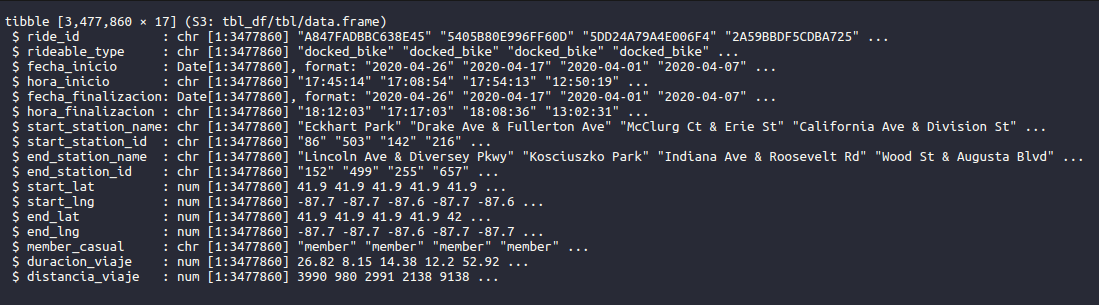 tibble [3,477,860 × 17] (S3: tbl_df/tbl/data.frame)
$ ride_id : chr [1:3477860] "A847FADBBC638E45" "5405B80E996FF60D" "5DD24A79A4E006F4" "2A59BBDF5CDBA725" ...
$ rideable_type : chr [1:3477860] "docked_bike" "docked_bike" "docked_bike" "docked_bike" ...
$ fecha_inicio : Date[1:3477860], format: "2020-04-26" "2020-04-17" "2020-04-01" "2020-04-07" ...
$ hora_inicio : chr [1:3477860] "17:45:14" "17:08:54" "17:54:13" "12:50:19" ...
$ fecha_finalizacion: Date[1:3477860], format: "2020-04-26" "2020-04-17" "2020-04-01" "2020-04-07" ...
$ hora_finalizacion : chr [1:3477860] "18:12:03" "17:17:03" "18:08:36" "13:02:31" ...
$ start_station_name: chr [1:3477860] "Eckhart Park" "Drake Ave & Fullerton Ave" "McClurg Ct & Erie St" "California Ave & Division St" ...
$ start_station_id : chr [1:3477860] "86" "503" "142" "216" ...
$ end_station_name : chr [1:3477860] "Lincoln Ave & Diversey Pkwy" "Kosciuszko Park" "Indiana Ave & Roosevelt Rd" "Wood St & Augusta Blvd" ...
$ end_station_id : chr [1:3477860] "152" "499" "255" "657" ...
$ start_lat : num [1:3477860] 41.9 41.9 41.9 41.9 41.9 ...
$ start_lng : num [1:3477860] -87.7 -87.7 -87.6 -87.7 -87.6 ...
$ end_lat : num [1:3477860] 41.9 41.9 41.9 41.9 42 ...
$ end_lng : num [1:3477860] -87.7 -87.7 -87.6 -87.7 -87.7 ...
$ member_casual : chr [1:3477860] "member" "member" "member" "member" ...
$ duracion_viaje : num [1:3477860] 26.82 8.15 14.38 12.2 52.92 ...
$ distancia_viaje : num [1:3477860] 3990 980 2991 2138 9138 ...